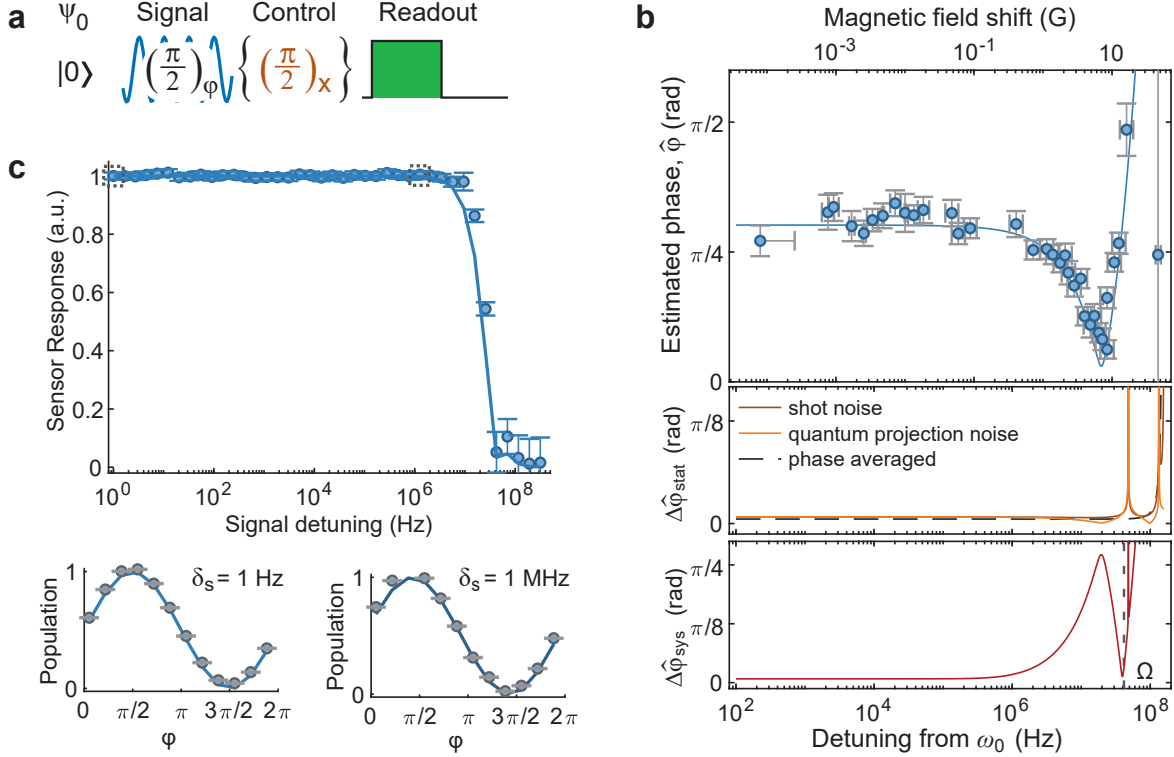 a
ψ0 Signal Control Readout
|0⟩ (π/2)φ {(π/2)x}
b
Magnetic field shift (G)
10^-3 10^-1 10
Estimated phase, φ̂ (rad)
π/2
π/4
0
c
Sensor Response (a.u.)
1
0.8
0.6
0.4
0.2
0
10^0 10^2 10^4 10^6 10^8
Signal detuning (Hz)
Δφ̂stat (rad)
π/8
0
shot noise
quantum projection noise
phase averaged
Δφ̂sys (rad)
π/4
π/8
0
Ω
10^2 10^4 10^6 10^8
Detuning from ω0 (Hz)
Population
1
0
δs = 1 Hz
0 π/2 π 3π/2 2π
φ
Population
1
0
δs = 1 MHz
0 π/2 π 3π/2 2π
φ